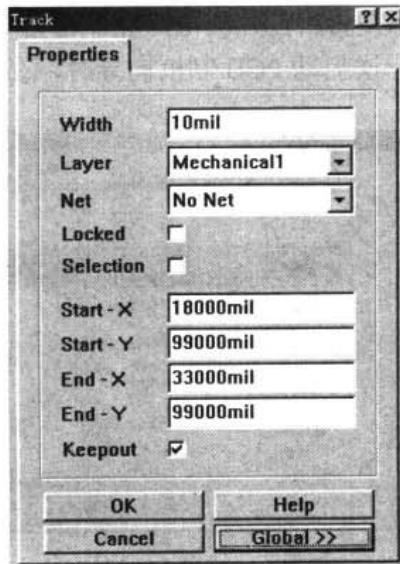 Track
Properties
Width 10mil
Layer Mechanical1
Net No Net
Locked
Selection
Start - X 18000mil
Start - Y 99000mil
End - X 33000mil
End - Y 99000mil
Keepout
OK Help
Cancel Global >>